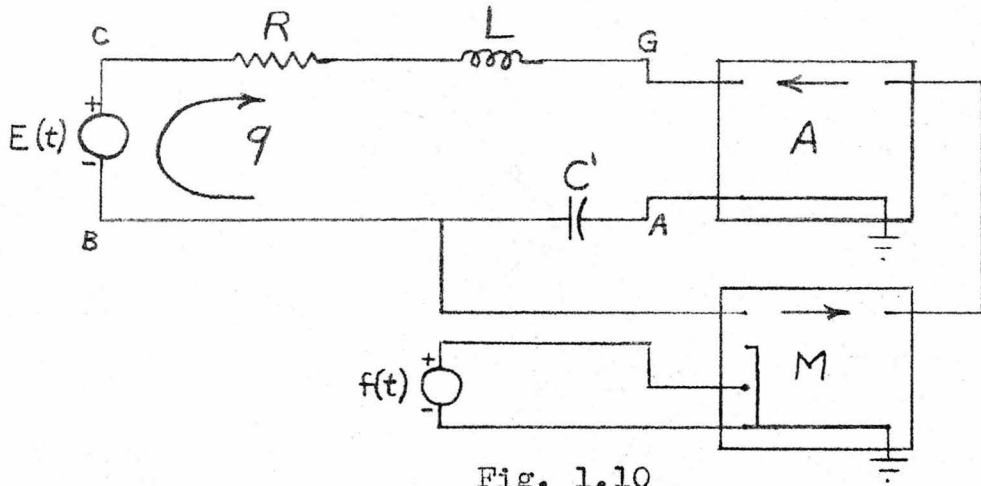 C R L G
+
E(t)
-
q
A
C'
B A
M
+
f(t)
-
Fig. 1.10